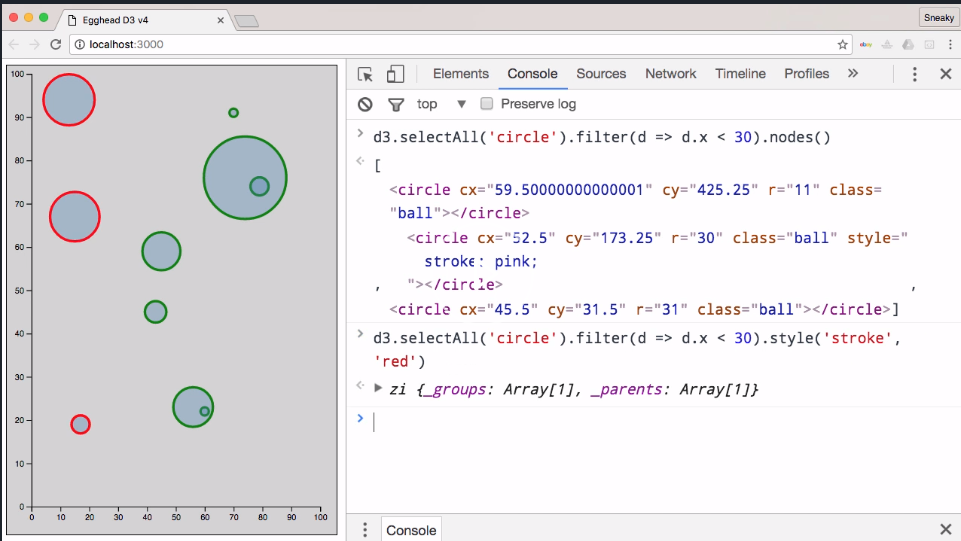 Egghead D3 v4
Sneaky
localhost:3000
ebay
Elements Console Sources Network Timeline Profiles
top Preserve log
d3.selectAll('circle').filter(d => d.x < 30).nodes()
[
<circle cx="59.50000000000001" cy="425.25" r="11" class=
"ball"></circle>
<circle cx="52.5" cy="173.25" r="30" class="ball" style="
stroke: pink;
, "></circle> ,
<circle cx="45.5" cy="31.5" r="31" class="ball"></circle>]
d3.selectAll('circle').filter(d => d.x < 30).style('stroke',
'red')
zi {_groups: Array[1], _parents: Array[1]}
Console
100
90
80
70
60
50
40
30
20
10
0
0 10 20 30 40 50 60 70 80 90 100